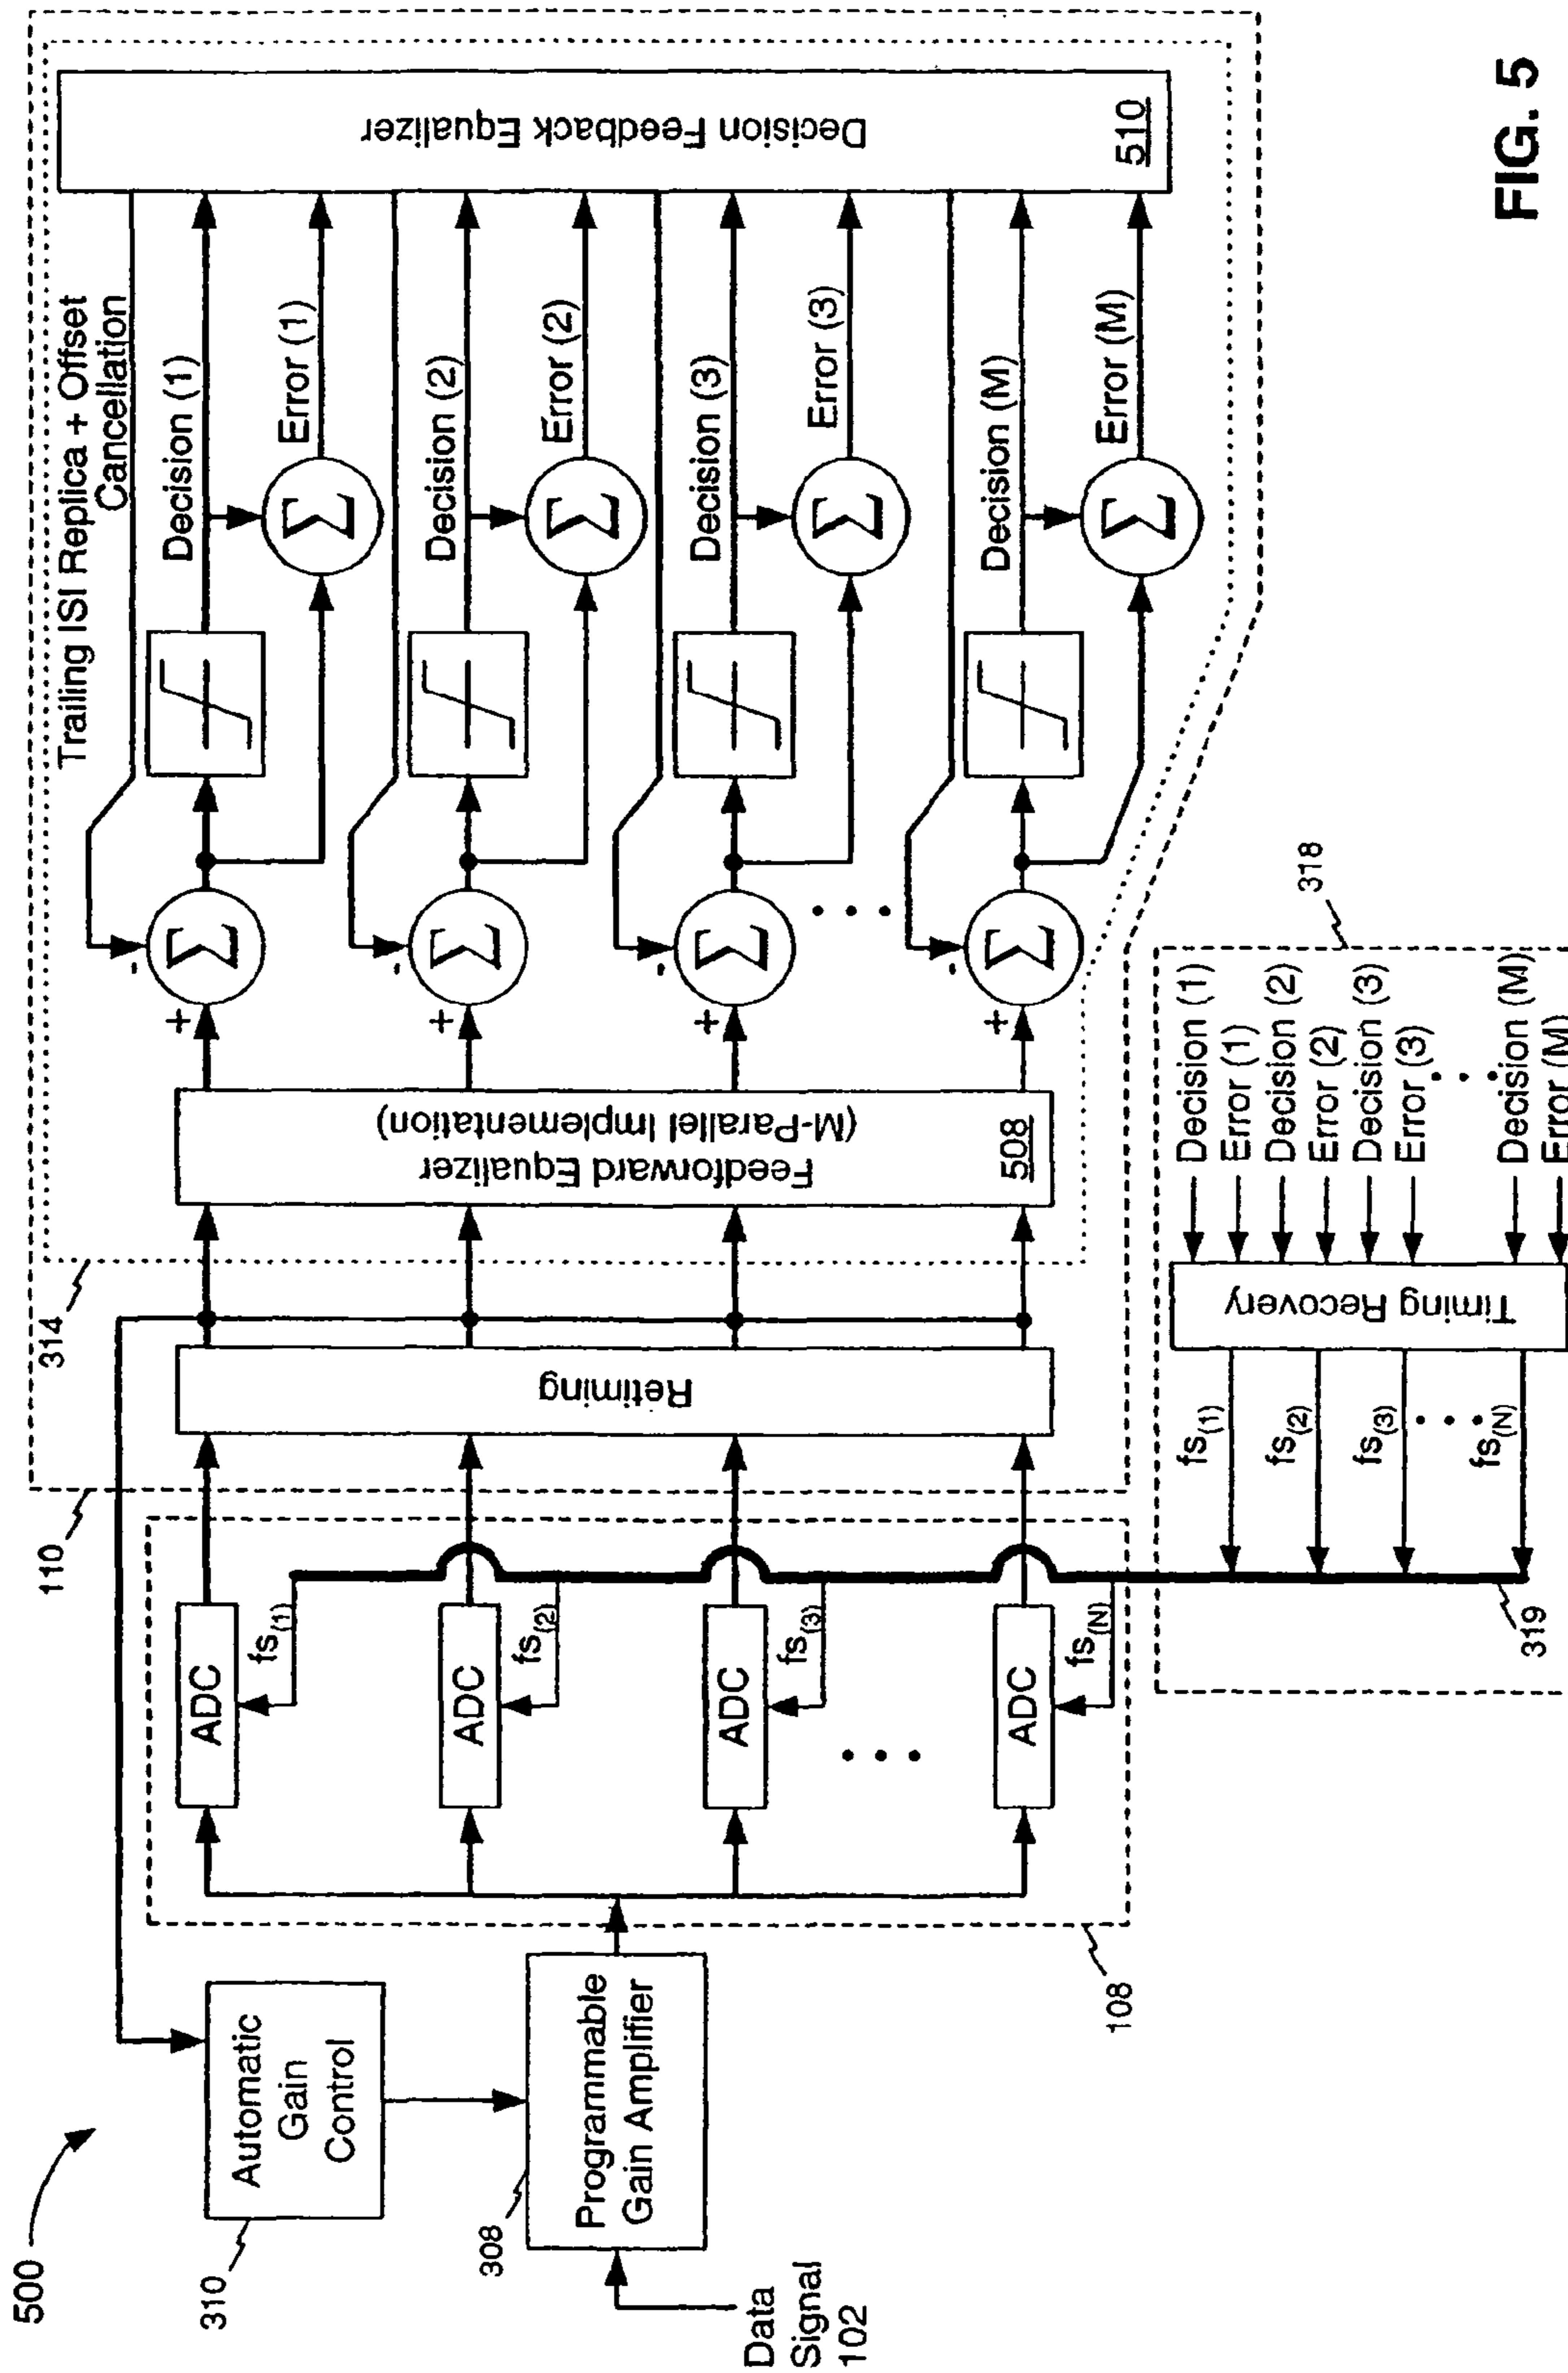 500
310
Automatic
Gain
Control
308
Programmable
Gain Amplifier
Data
Signal
102
108
ADC
fs(1)
ADC
fs(2)
ADC
fs(3)
. . .
ADC
fs(N)
110
Retiming
314
Feedforward Equalizer
(M-Parallel Implementation)
508
+
-
Σ
+
-
Σ
+
-
Σ
. . .
+
-
Σ
Trailing ISI Replica + Offset
Cancellation
Decision (1)
Σ
Error (1)
Decision (2)
Σ
Error (2)
Decision (3)
Σ
Error (3)
Decision (M)
Σ
Error (M)
Decision Feedback Equalizer
510
319
fs(1)
fs(2)
fs(3)
. . .
fs(N)
Timing Recovery
318
Decision (1)
Error (1)
Decision (2)
Error (2)
Decision (3)
Error (3)
. . .
Decision (M)
Error (M)
FIG. 5